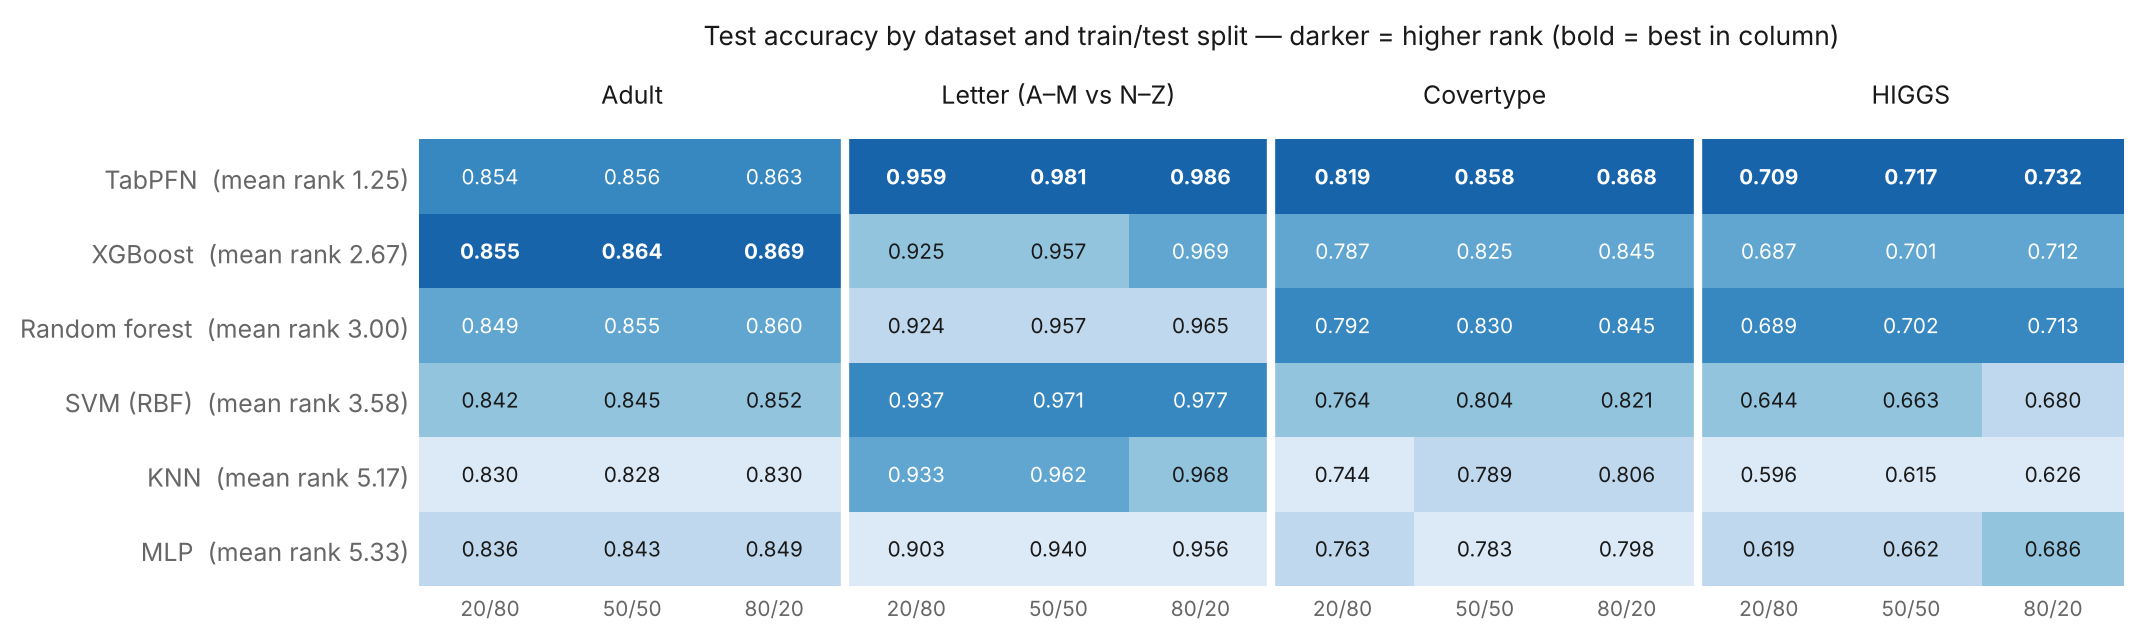 Test accuracy by dataset and train/test split — darker = higher rank (bold = best in column)
Adult Letter (A–M vs N–Z) Covertype HIGGS
TabPFN (mean rank 1.25) 0.854 0.856 0.863 0.959 0.981 0.986 0.819 0.858 0.868 0.709 0.717 0.732
XGBoost (mean rank 2.67) 0.855 0.864 0.869 0.925 0.957 0.969 0.787 0.825 0.845 0.687 0.701 0.712
Random forest (mean rank 3.00) 0.849 0.855 0.860 0.924 0.957 0.965 0.792 0.830 0.845 0.689 0.702 0.713
SVM (RBF) (mean rank 3.58) 0.842 0.845 0.852 0.937 0.971 0.977 0.764 0.804 0.821 0.644 0.663 0.680
KNN (mean rank 5.17) 0.830 0.828 0.830 0.933 0.962 0.968 0.744 0.789 0.806 0.596 0.615 0.626
MLP (mean rank 5.33) 0.836 0.843 0.849 0.903 0.940 0.956 0.763 0.783 0.798 0.619 0.662 0.686
20/80 50/50 80/20 20/80 50/50 80/20 20/80 50/50 80/20 20/80 50/50 80/20